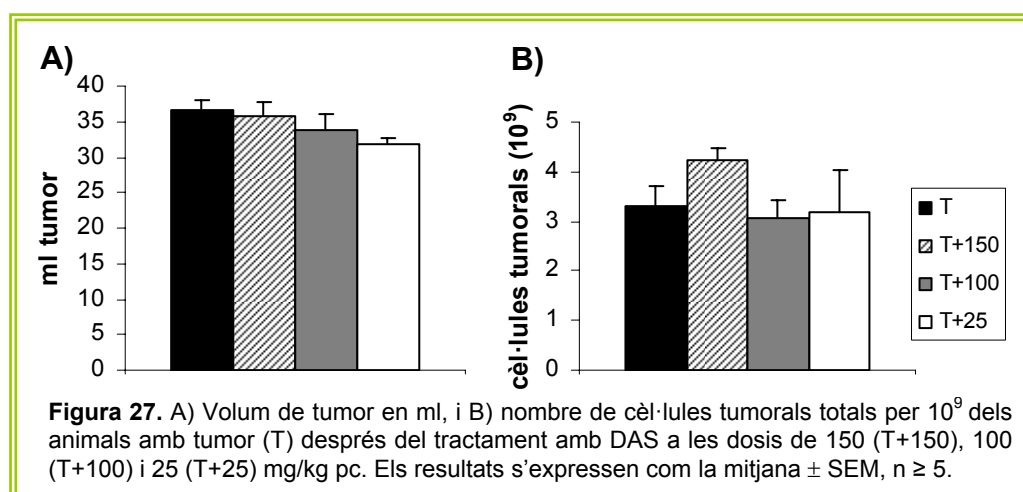 A)
B)
40
35
30
25
20
15
10
5
0
ml tumor
5
4
3
2
1
0
cèl·lules tumorals (10⁹)
T
T+150
T+100
T+25
Figura 27. A) Volum de tumor en ml, i B) nombre de cèl·lules tumorals totals per 10⁹ dels
animals amb tumor (T) després del tractament amb DAS a les dosis de 150 (T+150), 100
(T+100) i 25 (T+25) mg/kg pc. Els resultats s’expressen com la mitjana ± SEM, n ≥ 5.